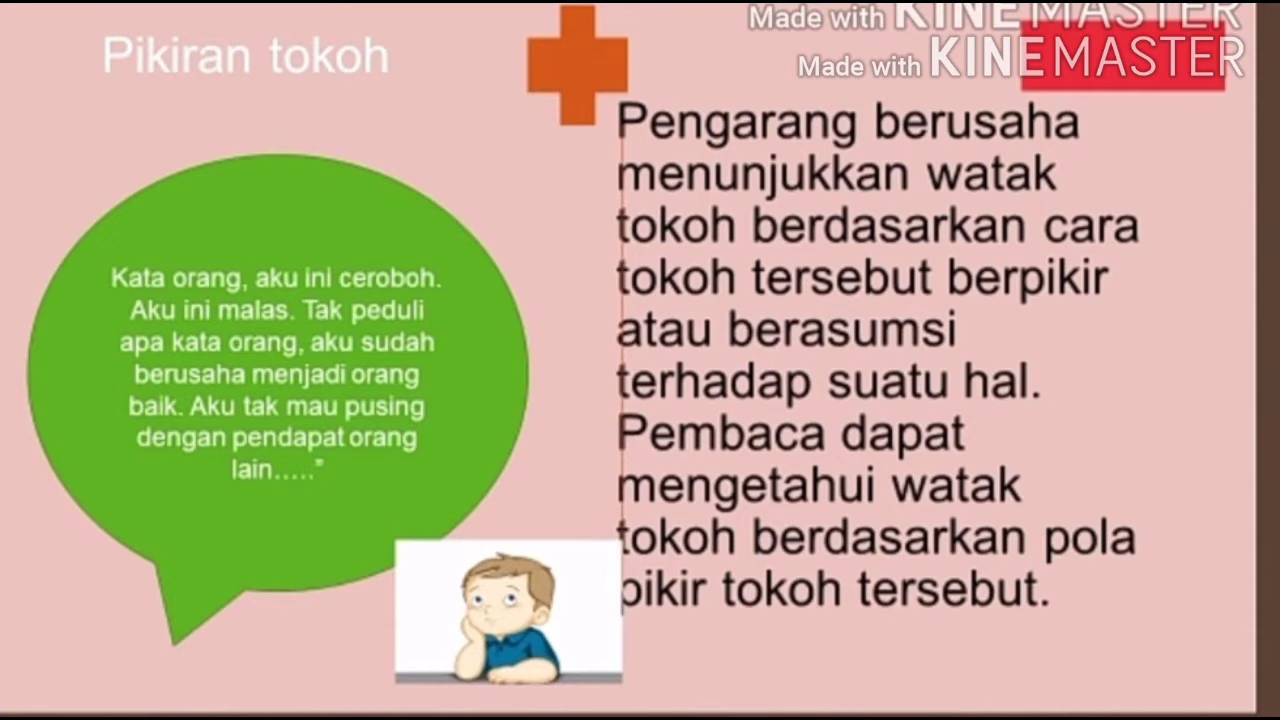 Pikiran tokoh
Made with KINEMASTER
Made with KINEMASTER
Kata orang, aku ini ceroboh.
Aku ini malas. Tak peduli
apa kata orang, aku sudah
berusaha menjadi orang
baik. Aku tak mau pusing
dengan pendapat orang
lain.....”
Pengarang berusaha
menunjukkan watak
tokoh berdasarkan cara
tokoh tersebut berpikir
atau berasumsi
terhadap suatu hal.
Pembaca dapat
mengetahui watak
tokoh berdasarkan pola
pikir tokoh tersebut.